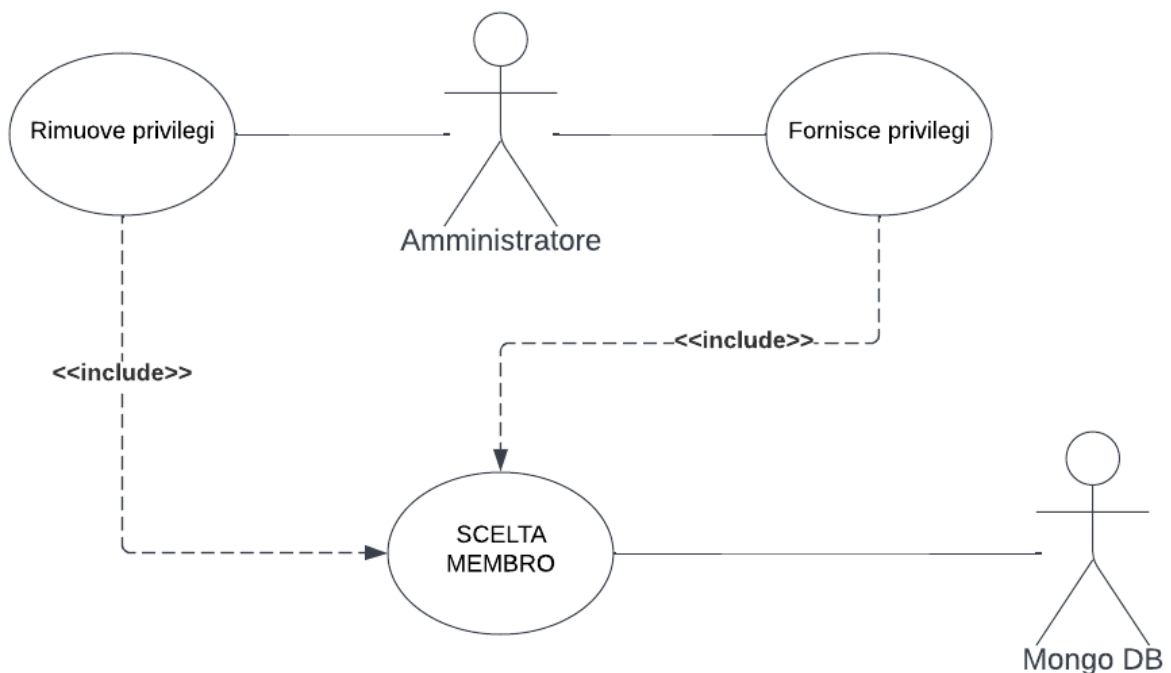 Rimuove privilegi
Fornisce privilegi
Amministratore
<<include>>
<<include>>
SCELTA
MEMBRO
Mongo DB